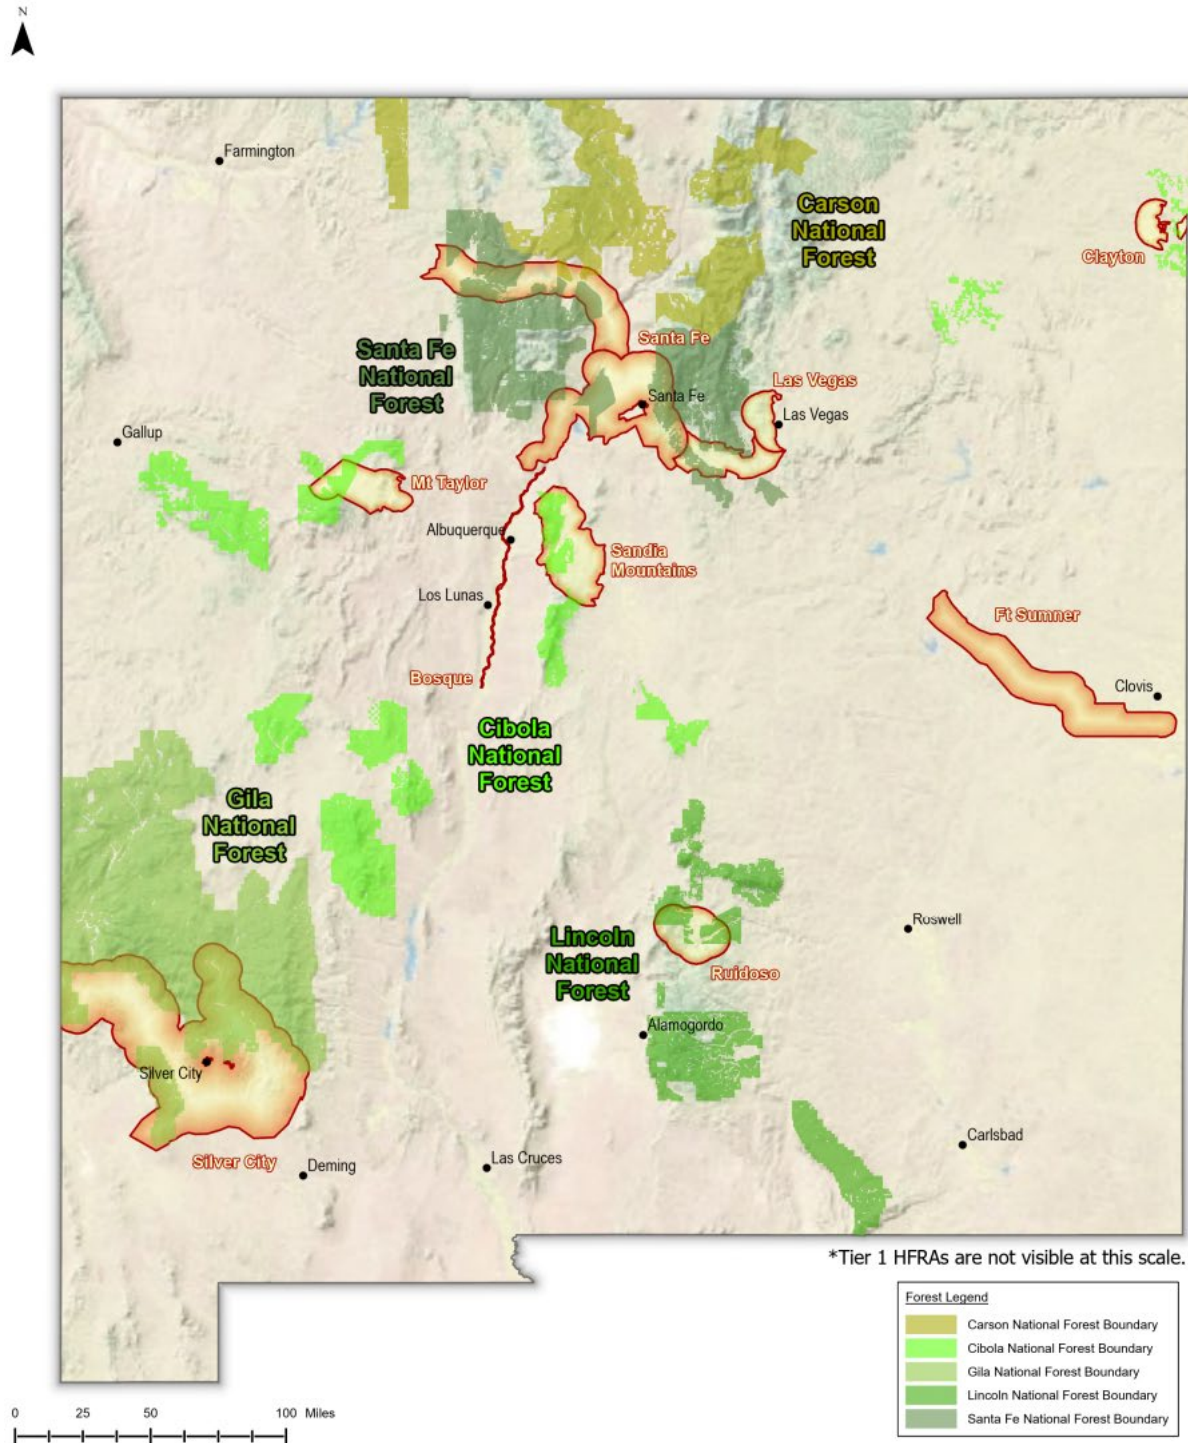 N
Farmington
Carson
National
Forest
Clayton
Santa Fe
National
Forest
Santa Fe
Las Vegas
Santa Fe
Las Vegas
Gallup
Mt Taylor
Albuquerque
Sandia
Mountains
Los Lunas
Ft Sumner
Bosque
Clovis
Cibola
National
Forest
Gila
National
Forest
Roswell
Lincoln
National
Forest
Ruidoso
Alamogordo
Silver City
Carlsbad
Silver City
Deming
Las Cruces
*Tier 1 HFRAs are not visible at this scale.
Forest Legend
Carson National Forest Boundary
Cibola National Forest Boundary
Gila National Forest Boundary
Lincoln National Forest Boundary
Santa Fe National Forest Boundary
0 25 50 100 Miles